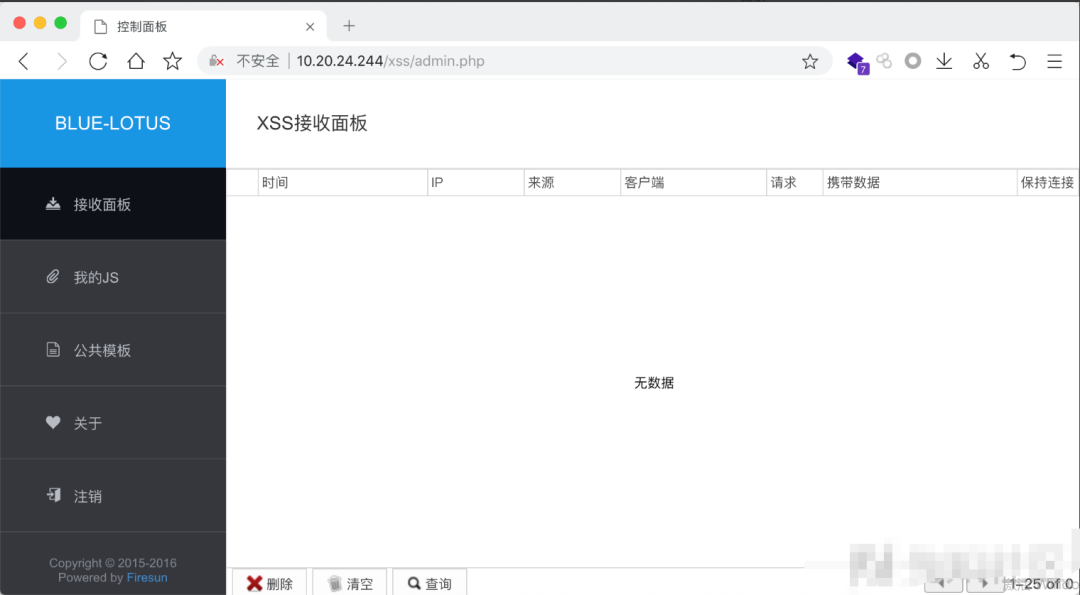 控制面板
不安全 10.20.24.244/xss/admin.php
7
BLUE-LOTUS
XSS接收面板
时间 IP 来源 客户端 请求 携带数据 保持连接
接收面板
我的JS
公共模板
无数据
关于
注销
Copyright © 2015-2016
Powered by Firesun
删除 清空 查询
1–25 of 0